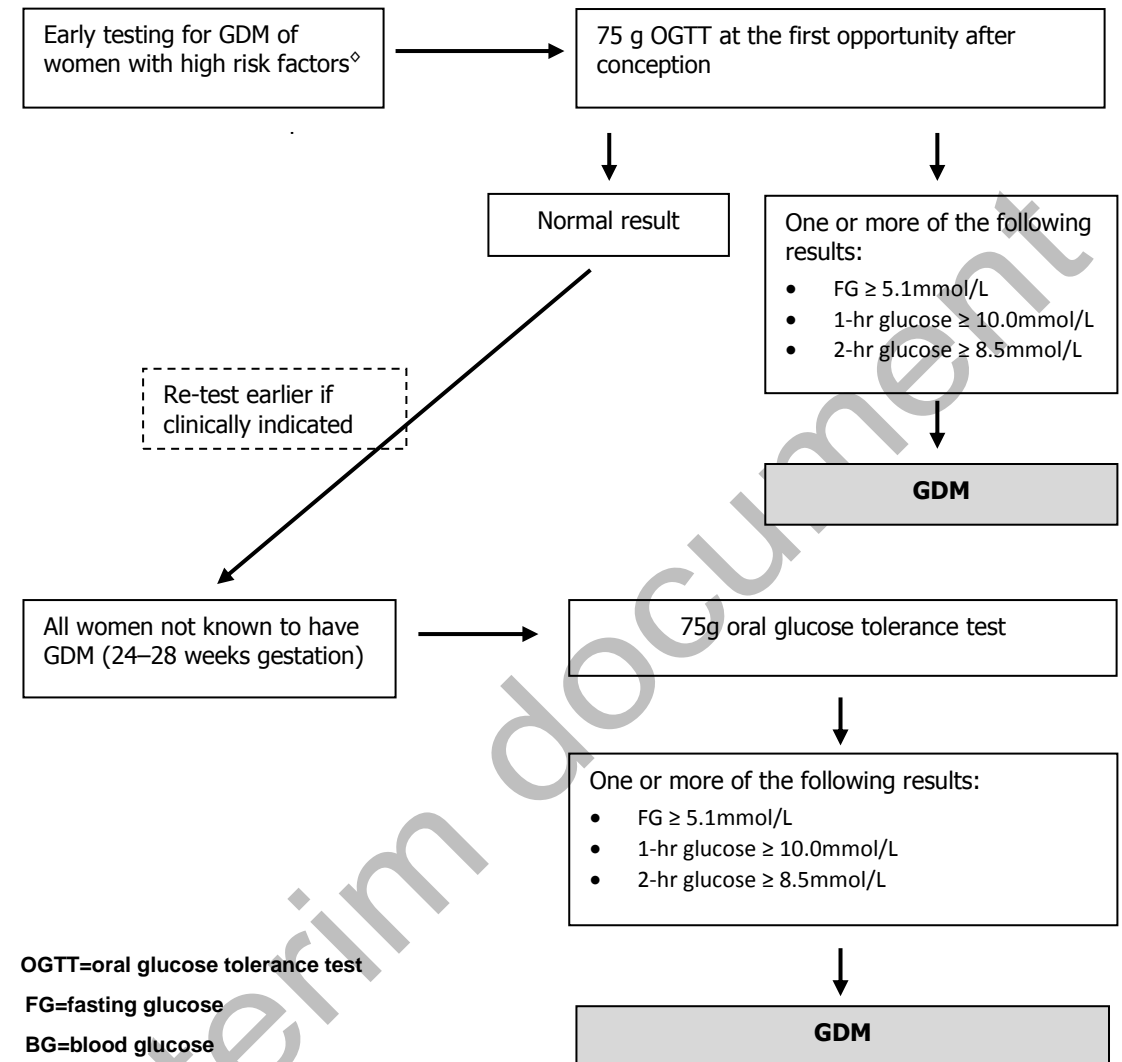 Early testing for GDM of
women with high risk factors◊
75 g OGTT at the first opportunity after
conception
Normal result
One or more of the following
results:
• FG ≥ 5.1mmol/L
• 1-hr glucose ≥ 10.0mmol/L
• 2-hr glucose ≥ 8.5mmol/L
Re-test earlier if
clinically indicated
GDM
All women not known to have
GDM (24–28 weeks gestation)
75g oral glucose tolerance test
One or more of the following results:
• FG ≥ 5.1mmol/L
• 1-hr glucose ≥ 10.0mmol/L
• 2-hr glucose ≥ 8.5mmol/L
OGTT=oral glucose tolerance test
FG=fasting glucose
BG=blood glucose
GDM
terim document